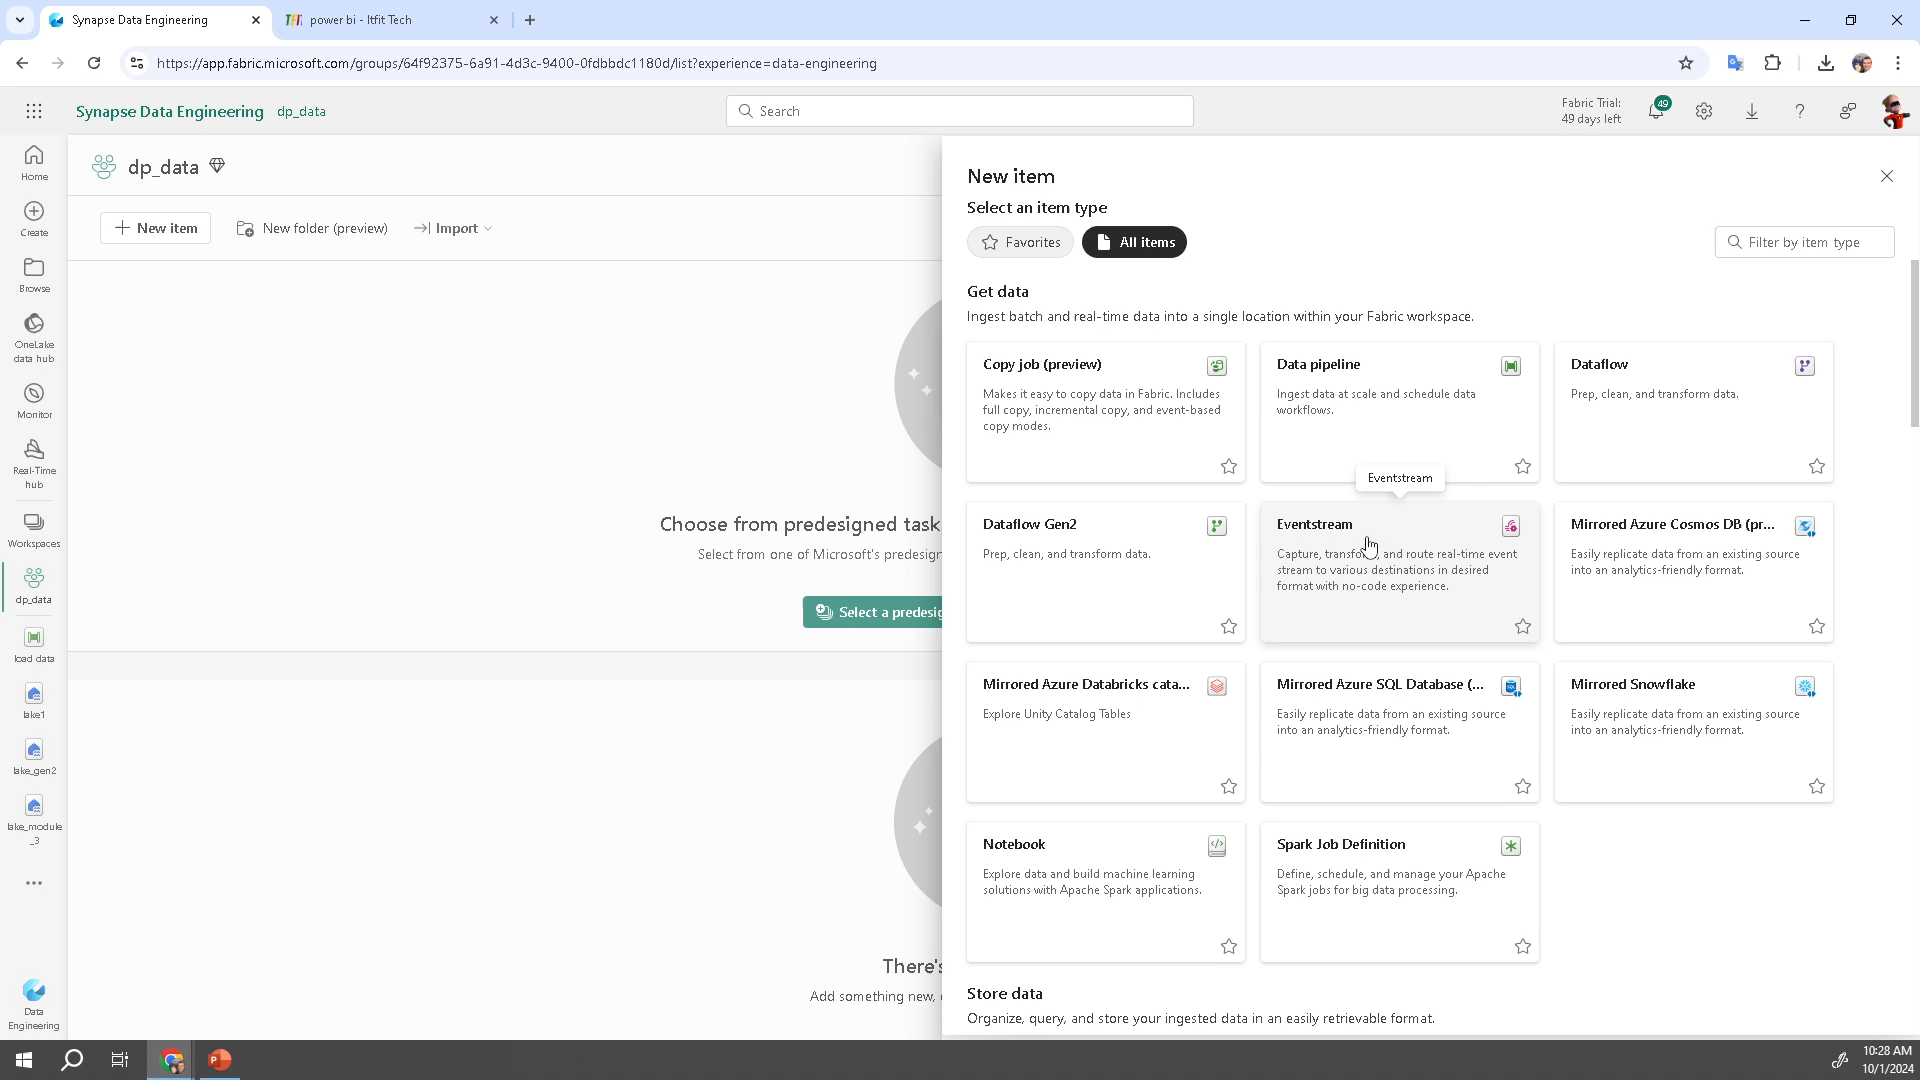 Synapse Data Engineering
power bi - Itfit Tech
https://app.fabric.microsoft.com/groups/64f92375-6a91-4d3c-9400-0fdbbdc1180d/list?experience=data-engineering
Synapse Data Engineering dp_data
Search
Fabric Trial:
49 days left
49
Home
Create
Browse
OneLake
data hub
Monitor
Real-Time
hub
Workspaces
dp_data
load data
lake1
lake_gen2
lake_module
_3
Data
Engineering
dp_data
New item
New folder (preview)
Import
Choose from predesigned task
Select from one of Microsoft's predesign
Select a predesig
There's
Add something new,
New item
Select an item type
Favorites
All items
Filter by item type
Get data
Ingest batch and real-time data into a single location within your Fabric workspace.
Copy job (preview)
Makes it easy to copy data in Fabric. Includes
full copy, incremental copy, and event-based
copy modes.
Data pipeline
Ingest data at scale and schedule data
workflows.
Dataflow
Prep, clean, and transform data.
Eventstream
Dataflow Gen2
Prep, clean, and transform data.
Eventstream
Capture, transfo and route real-time event
stream to various destinations in desired
format with no-code experience.
Mirrored Azure Cosmos DB (pr...
Easily replicate data from an existing source
into an analytics-friendly format.
Mirrored Azure Databricks cata...
Explore Unity Catalog Tables
Mirrored Azure SQL Database (...
Easily replicate data from an existing source
into an analytics-friendly format.
Mirrored Snowflake
Easily replicate data from an existing source
into an analytics-friendly format.
Notebook
Explore data and build machine learning
solutions with Apache Spark applications.
Spark Job Definition
Define, schedule, and manage your Apache
Spark jobs for big data processing.
Store data
Organize, query, and store your ingested data in an easily retrievable format.
10:28 AM
10/1/2024